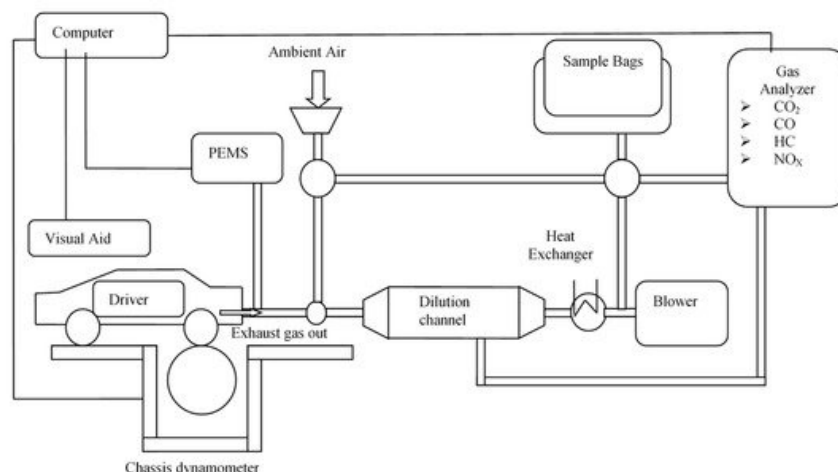 Computer
Ambient Air
Sample Bags
Gas
Analyzer
➢ CO₂
➢ CO
➢ HC
➢ NOX
PEMS
Visual Aid
Heat
Exchanger
Driver
Dilution
channel
Blower
Exhaust gas out
Chassis dynamometer